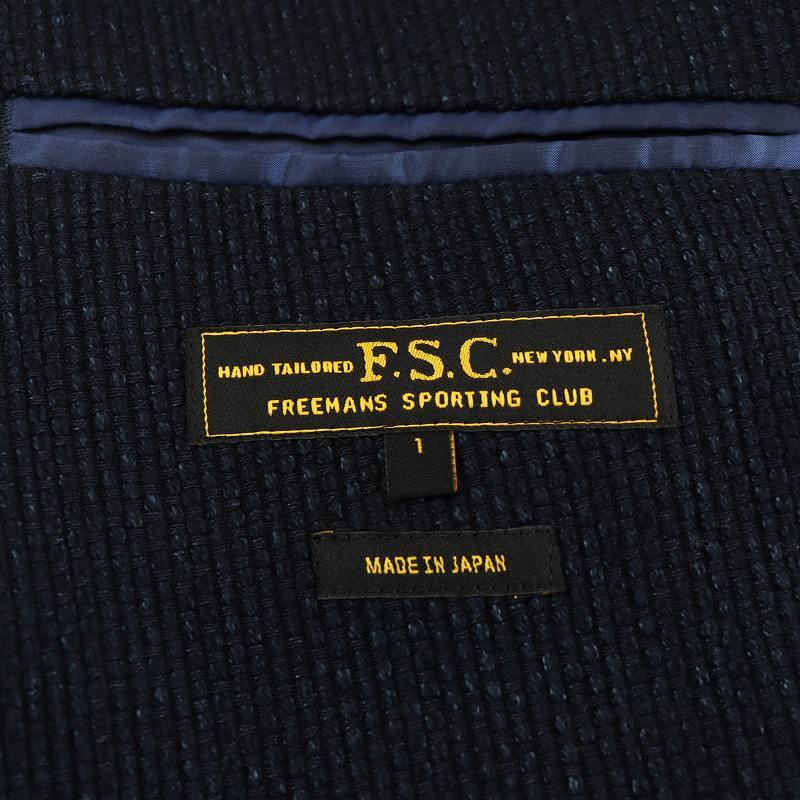 HAND TAILORED F.S.C. NEW YORK.NY
FREEMANS SPORTING CLUB
1
MADE IN JAPAN